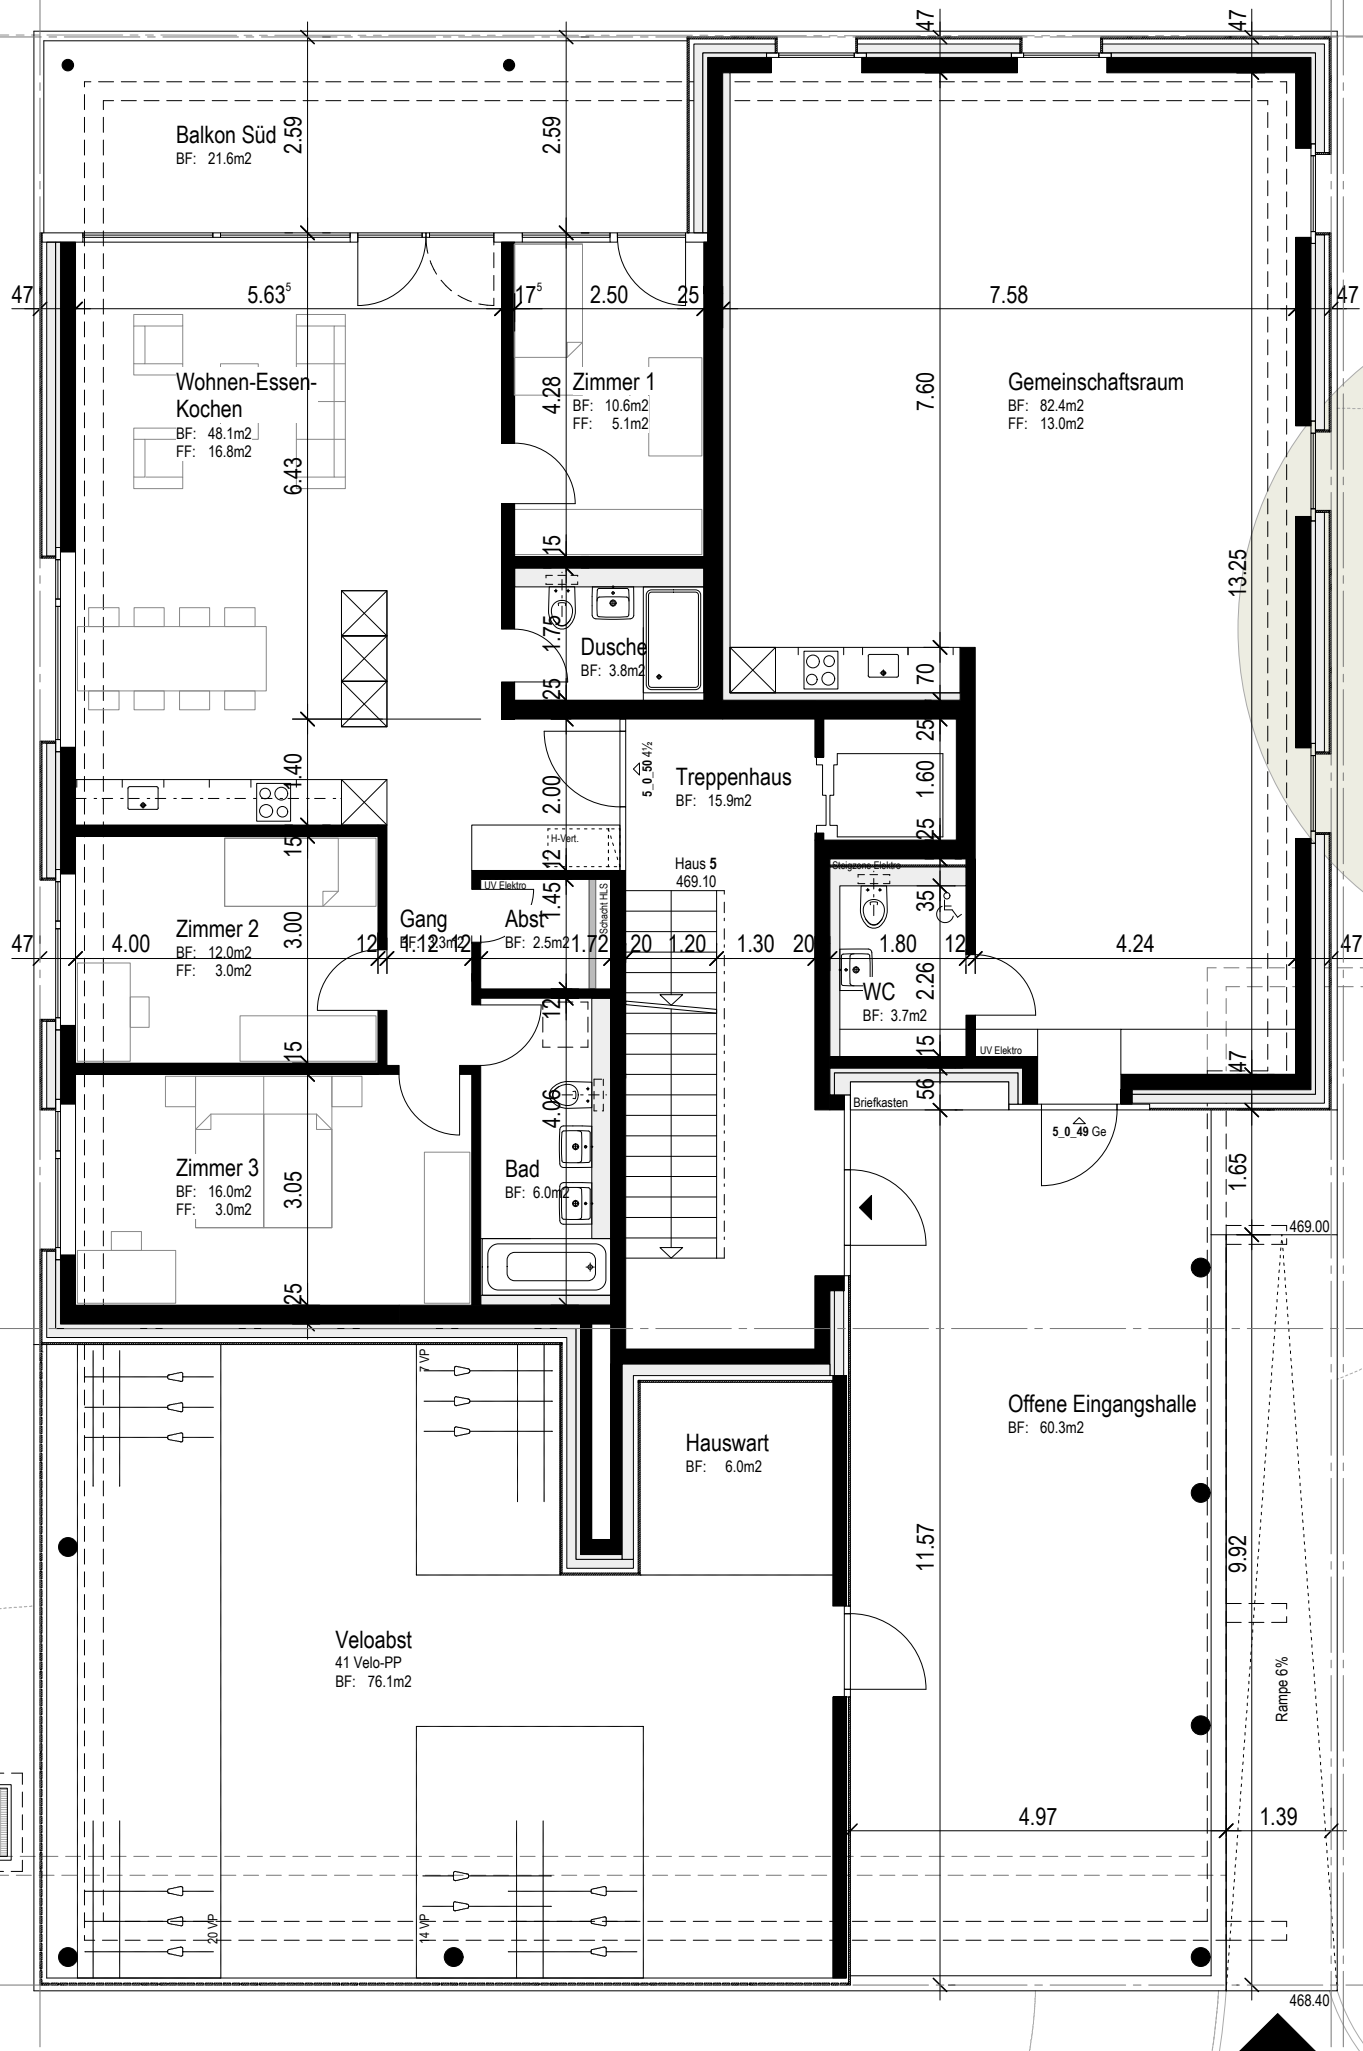 47
47
Balkon Süd
BF: 21.6m2
2.59
2.59
47
5.63⁵
17⁵
2.50
25
7.58
47
Wohnen-Essen-
Kochen
BF: 48.1m2
FF: 16.8m2
6.43
4.28
Zimmer 1
BF: 10.6m2
FF: 5.1m2
7.60
Gemeinschaftsraum
BF: 82.4m2
FF: 13.0m2
15
13.25
1.75
Dusche
BF: 3.8m2
25
70
25
1.40
2.00
5_0_50 4½
Treppenhaus
BF: 15.9m2
1.60
25
H-Vert.
15
12
Haus 5
469.10
Steigzone Elektro
UV Elektro
1.45
Schacht HLS
35
Zimmer 2
BF: 12.0m2
FF: 3.0m2
3.00
Gang
Abst
BF: 2.5m2
47
4.00
12
1.13
12
1.72
20
1.20
1.30
20
1.80
12
4.24
47
WC
BF: 3.7m2
2.26
12
15
15
UV Elektro
47
56
Briefkasten
5_0_49 Ge
4.06
Zimmer 3
BF: 16.0m2
FF: 3.0m2
3.05
Bad
BF: 6.0m2
1.65
469.00
25
7 VP
Hauswart
BF: 6.0m2
Offene Eingangshalle
BF: 60.3m2
11.57
9.92
Veloabst
41 Velo-PP
BF: 76.1m2
Rampe 6%
4.97
1.39
20 VP
14 VP
468.40